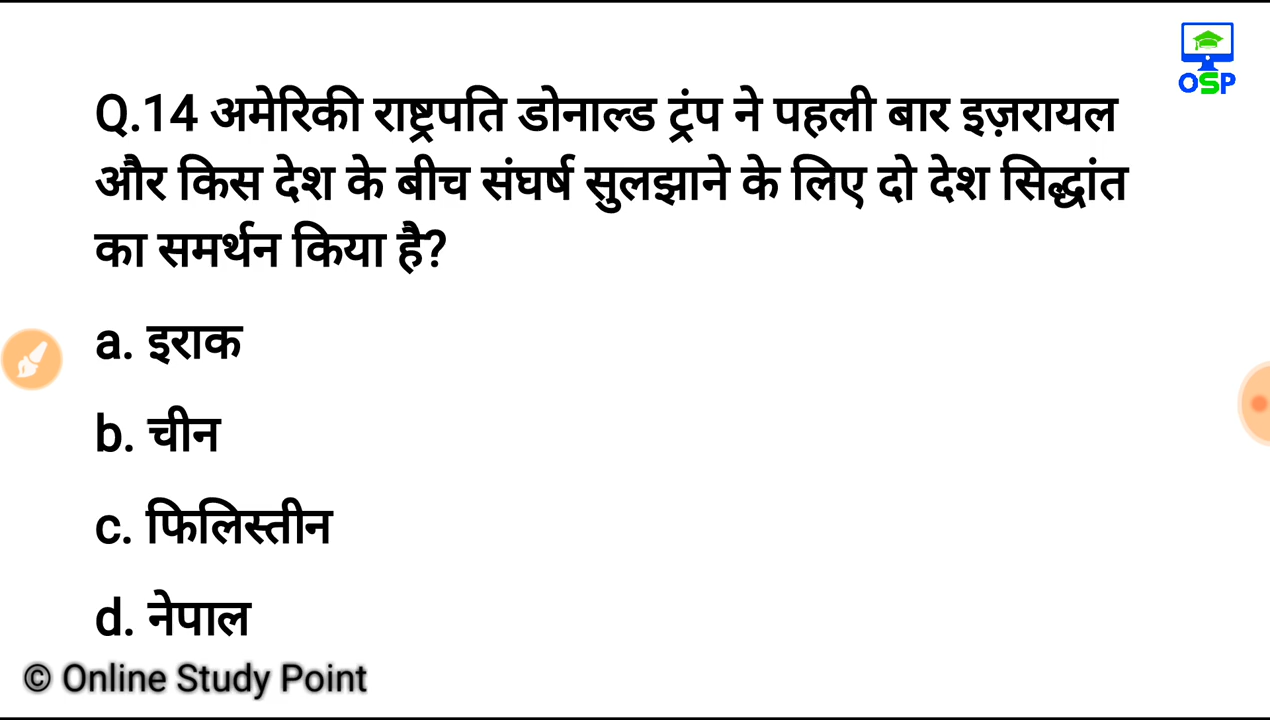 OSP
Q.14 अमेरिकी राष्ट्रपति डोनाल्ड ट्रंप ने पहली बार इज़रायल
और किस देश के बीच संघर्ष सुलझाने के लिए दो देश सिद्धांत
का समर्थन किया है?
a. इराक
b. चीन
c. फिलिस्तीन
d. नेपाल
© Online Study Point